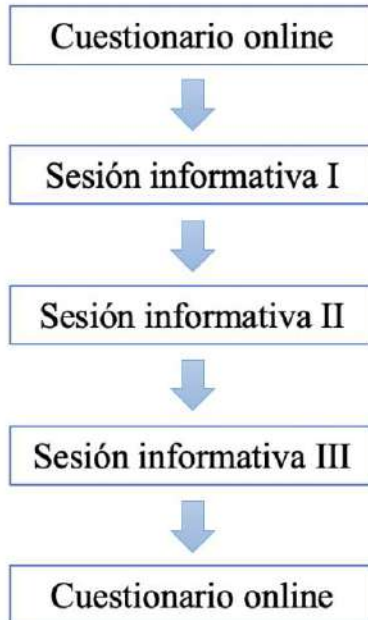 Cuestionario online
Sesión informativa I
Sesión informativa II
Sesión informativa III
Cuestionario online